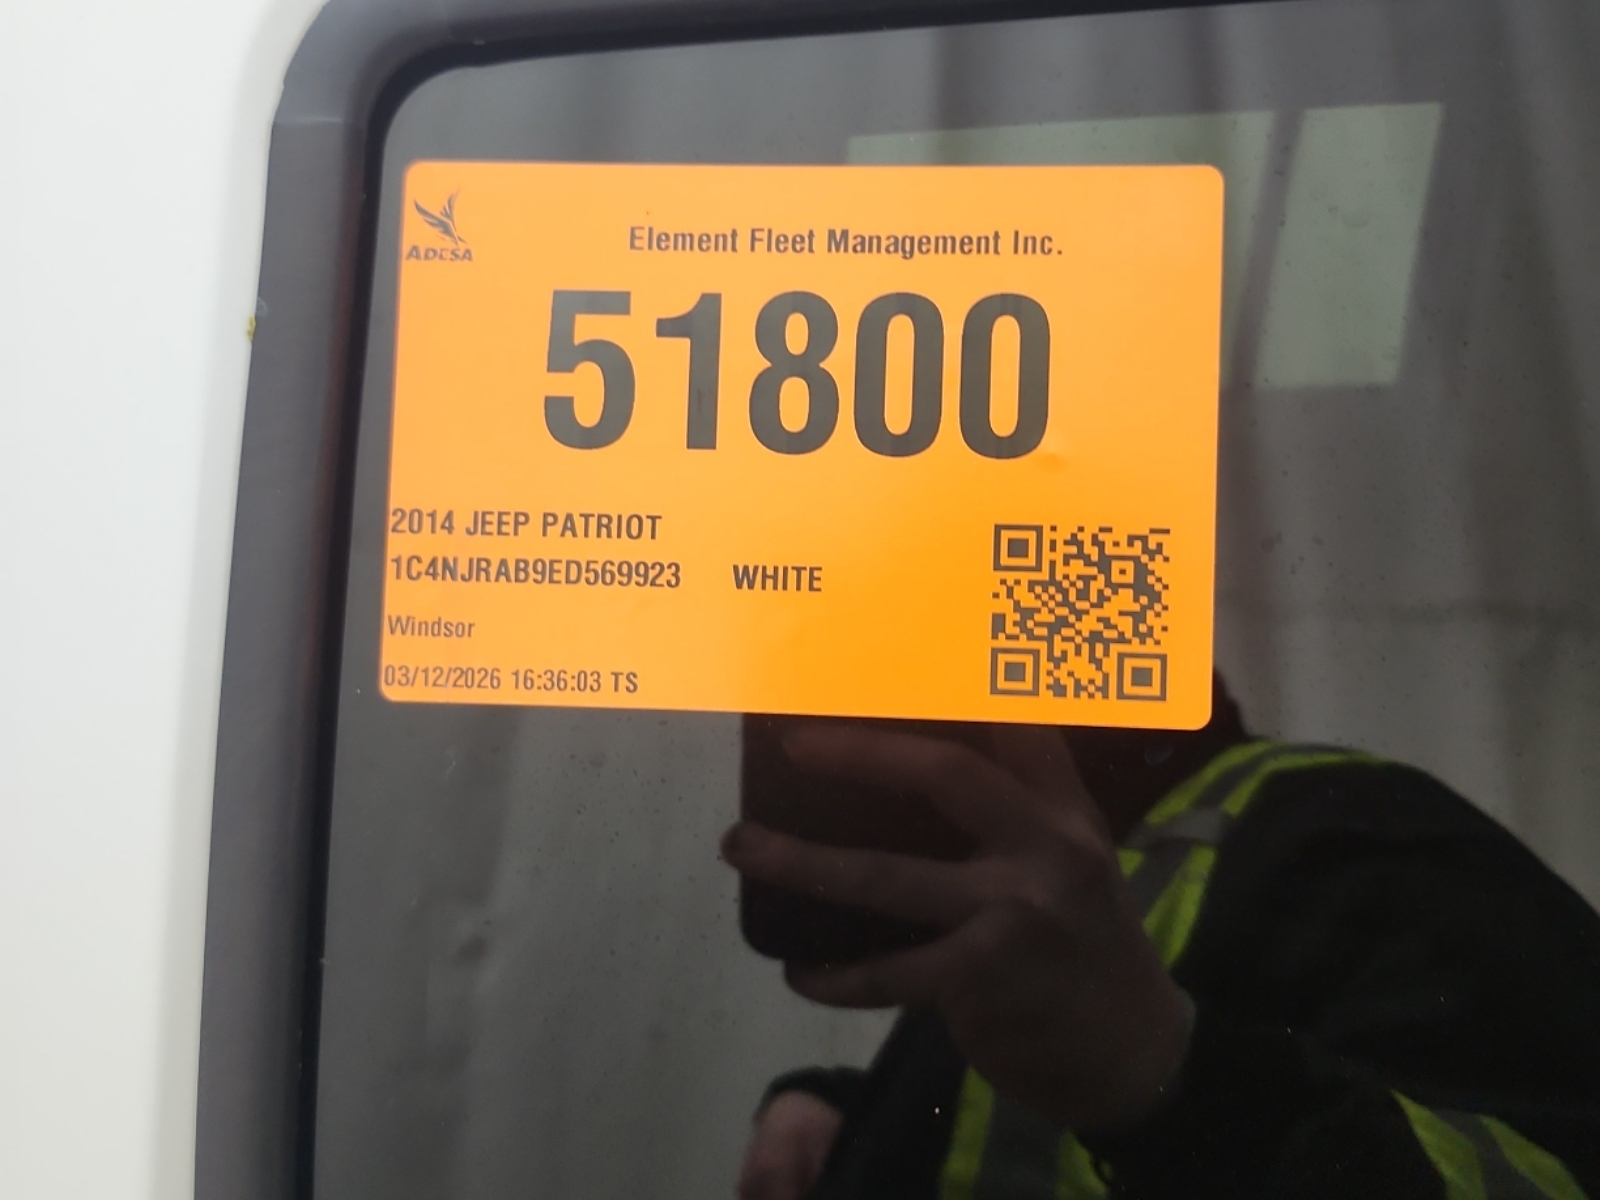 ADESA
Element Fleet Management Inc.
51800
2014 JEEP PATRIOT
1C4NJRAB9ED569923 WHITE
Windsor
03/12/2026 16:36:03 TS